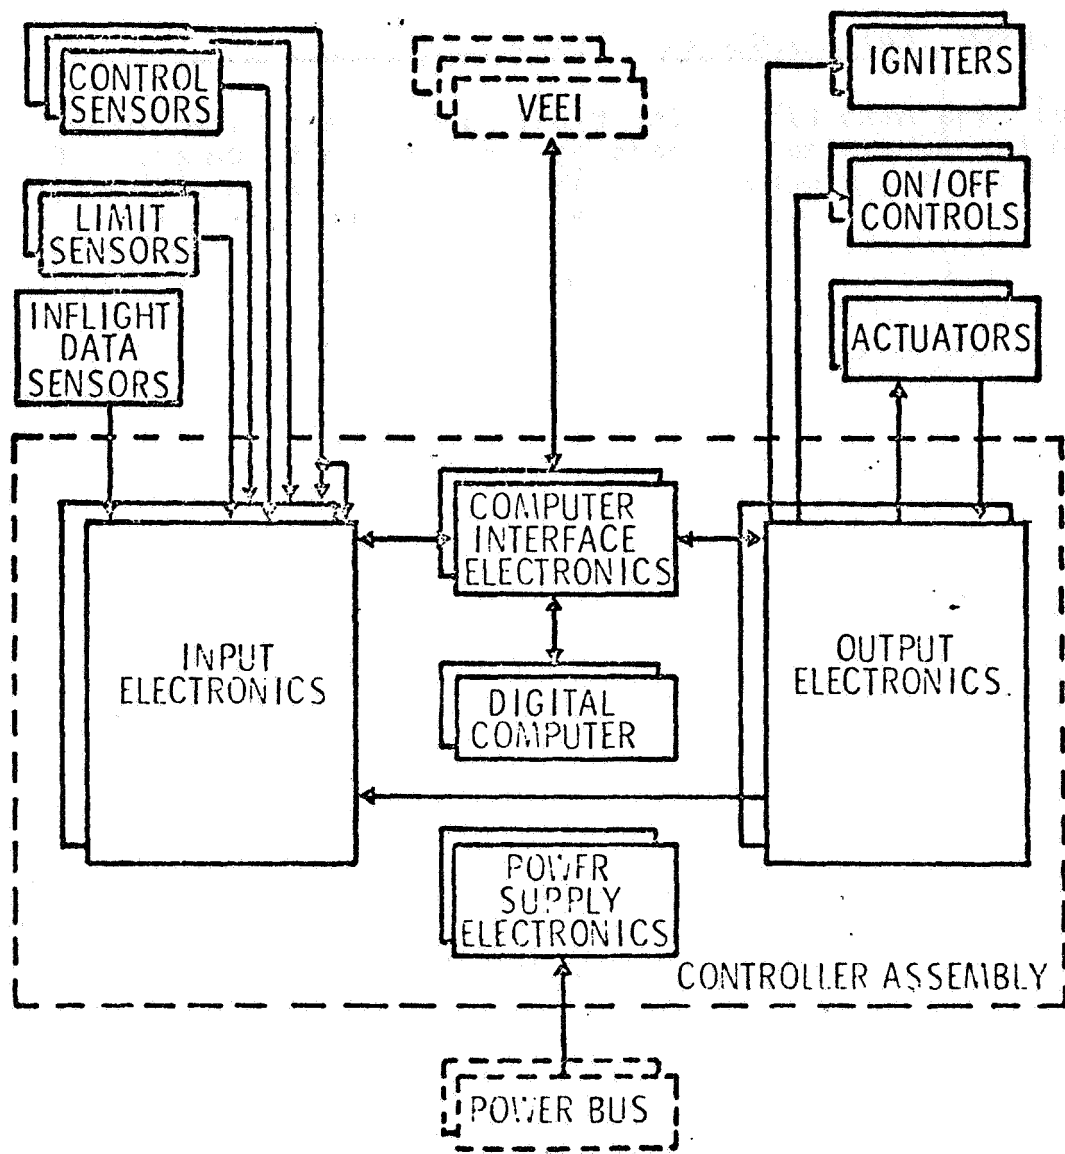 CONTROL
SENSORS
VEEI
IGNITERS
ON/OFF
CONTROLS
LIMIT
SENSORS
INFLIGHT
DATA
SENSORS
ACTUATORS
COMPUTER
INTERFACE
ELECTRONICS
INPUT
ELECTRONICS
OUTPUT
ELECTRONICS.
DIGITAL
COMPUTER
POWER
SUPPLY
ELECTRONICS
CONTROLLER ASSEMBLY
POWER BUS